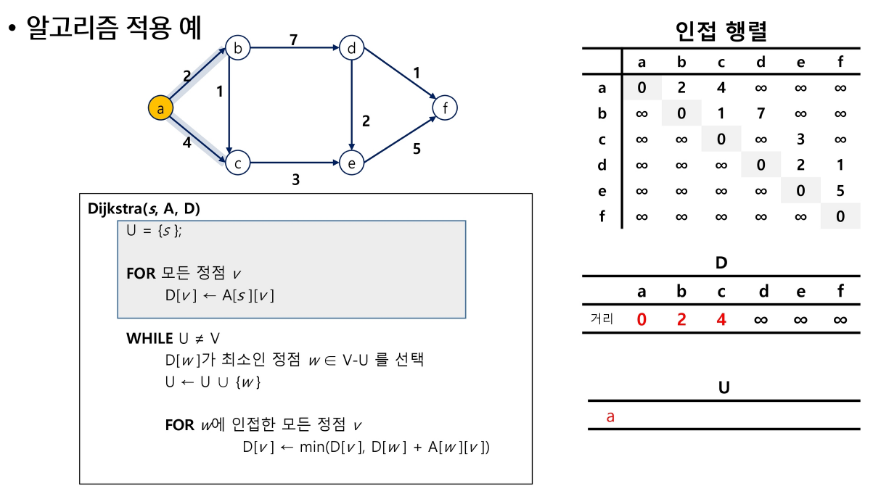 • 알고리즘 적용 예
b
7
d
2
1
1
a
f
2
4
5
c
3
e
Dijkstra(s, A, D)
U = {s};
FOR 모든 정점 v
D[v] ← A[s][v]
WHILE U ≠ V
D[w]가 최소인 정점 w ∈ V-U 를 선택
U ← U ∪ {w}
FOR w에 인접한 모든 정점 v
D[v] ← min(D[v], D[w] + A[w][v])
인접 행렬
a b c d e f
a 0 2 4 ∞ ∞ ∞
b ∞ 0 1 7 ∞ ∞
c ∞ ∞ 0 ∞ 3 ∞
d ∞ ∞ ∞ 0 2 1
e ∞ ∞ ∞ ∞ 0 5
f ∞ ∞ ∞ ∞ ∞ 0
D
a b c d e f
거리 0 2 4 ∞ ∞ ∞
U
a